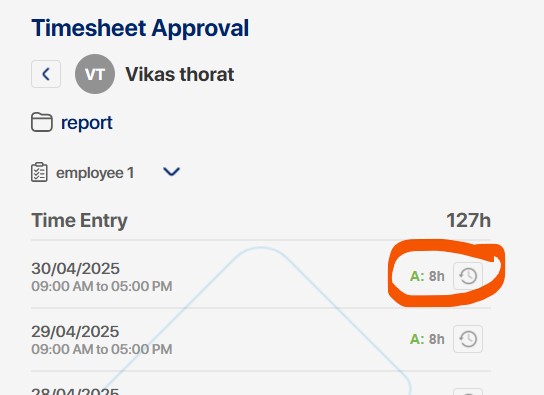 Timesheet Approval
VT Vikas thorat
report
employee 1
Time Entry 127h
30/04/2025 A: 8h
09:00 AM to 05:00 PM
29/04/2025 A: 8h
09:00 AM to 05:00 PM
28/04/2025